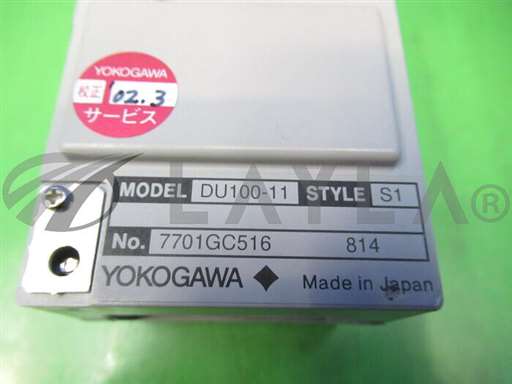 YOKOGAWA
校正 02.3
サービス
LAYLA
MODEL DU100-11 STYLE S1
No. 7701GC516 814
YOKOGAWA Made in Japan